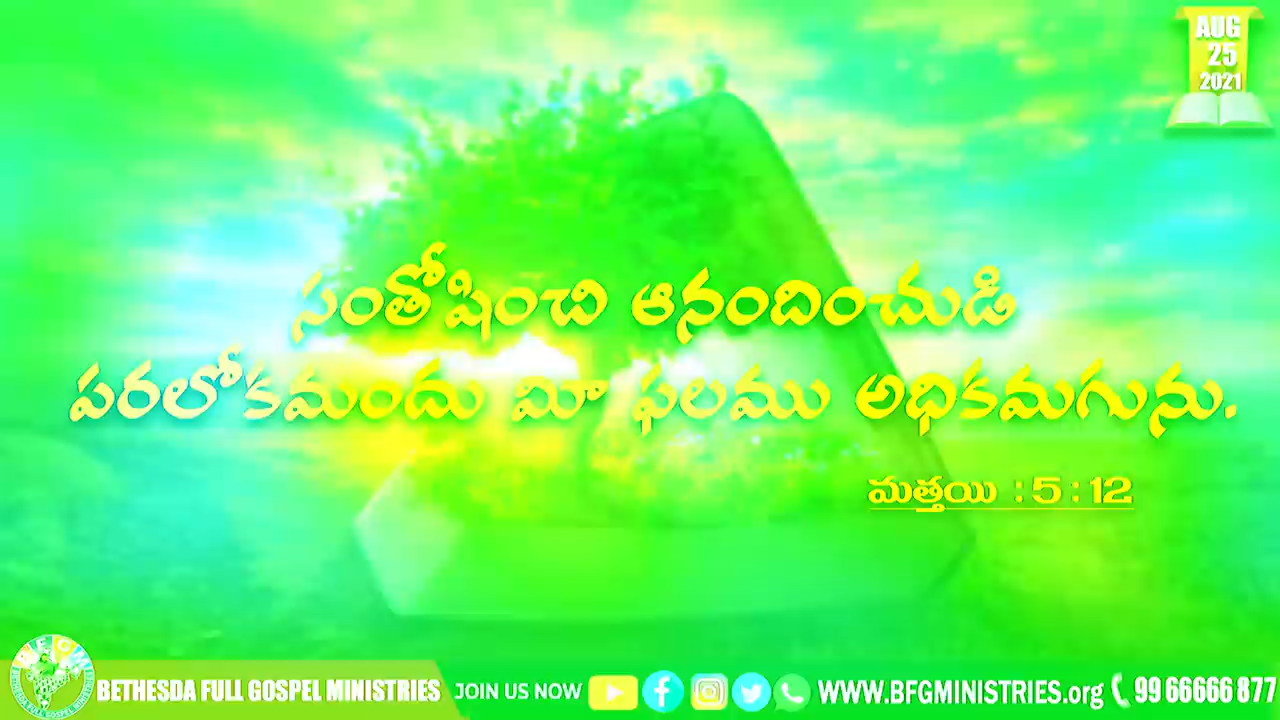 AUG
25
2021
సంతోషించి ఆనందించుడి
పరలోకమందు మీ ఫలము అధికమగును.
మత్తయి : 5 : 12
BETHESDA FULL GOSPEL MINISTRIES JOIN US NOW WWW.BFGMINISTRIES.org 99 66666 877